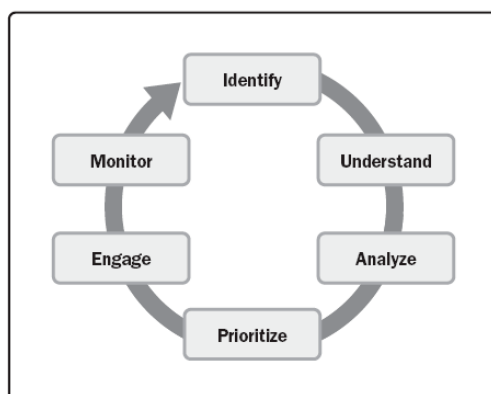 Identify
Understand
Analyze
Prioritize
Engage
Monitor